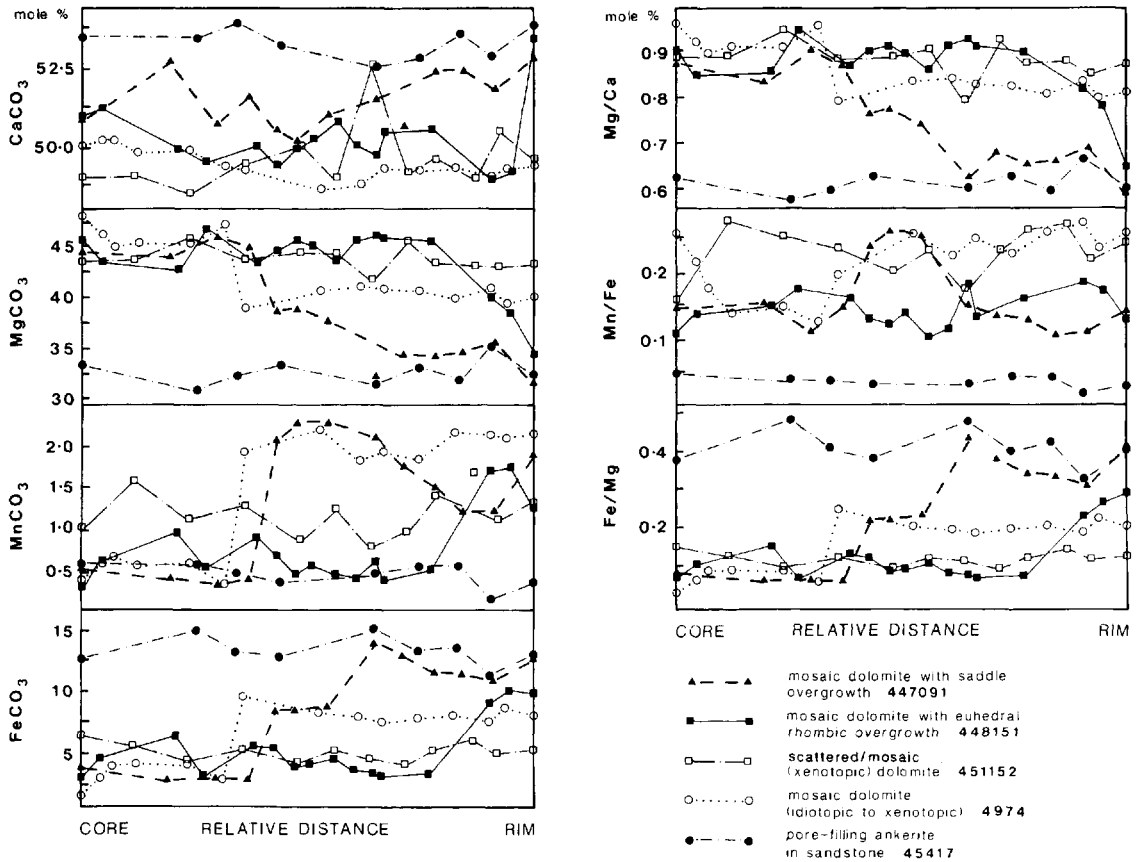 mole %
CaCO3
52.5
50.0
MgCO3
45
40
35
30
MnCO3
2.0
1.5
1.0
0.5
FeCO3
15
10
5
CORE RELATIVE DISTANCE RIM
mole %
Mg/Ca
0.9
0.8
0.7
0.6
Mn/Fe
0.2
0.1
Fe/Mg
0.4
0.2
CORE RELATIVE DISTANCE RIM
mosaic dolomite with saddle
overgrowth 447091
mosaic dolomite with euhedral
rhombic overgrowth 448151
scattered/mosaic
(xenotopic) dolomite 451152
mosaic dolomite
(idiotopic to xenotopic) 4974
pore-filling ankerite
in sandstone 45417